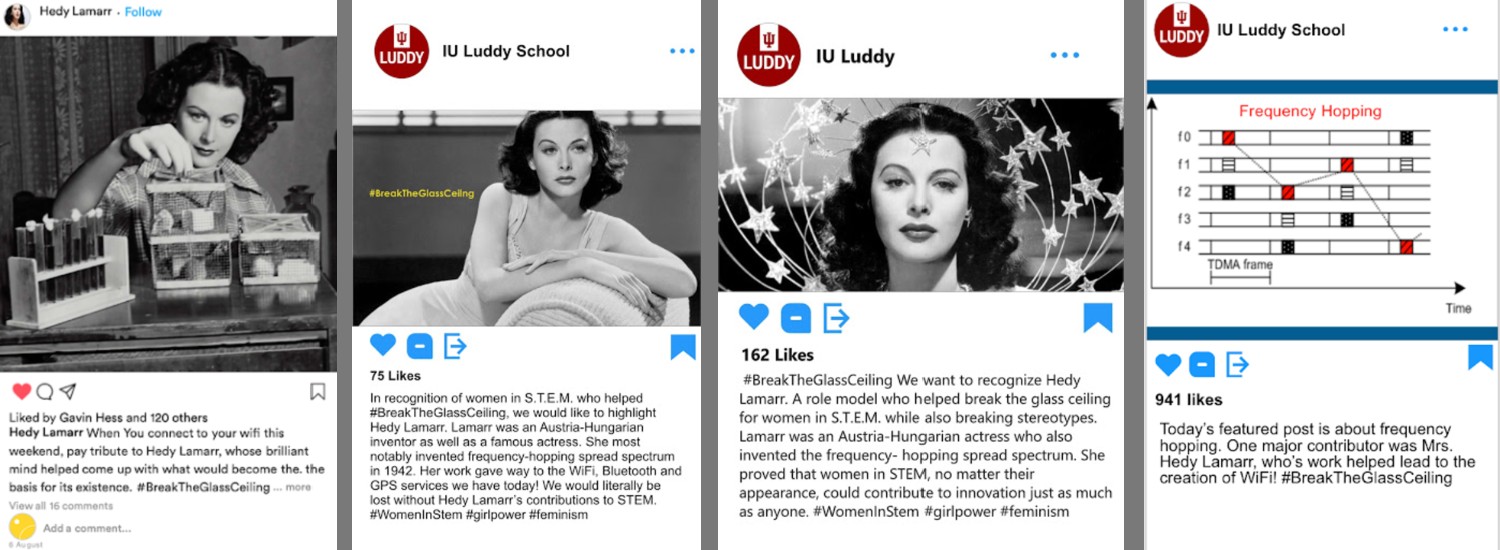 Hedy Lamarr · Follow
Liked by Gavin Hess and 120 others
Hedy Lamarr When You connect to your wifi this
weekend, pay tribute to Hedy Lamarr, whose brilliant
mind helped come up with what would become the. the
basis for its existence. #BreakTheGlassCeiling ... more
View all 16 comments
Add a comment...
6 August
LUDDY
IU Luddy School
#BreakTheGlassCeilng
75 Likes
In recognition of women in S.T.E.M. who helped
#BreakTheGlassCeiling, we would like to highlight
Hedy Lamarr. Lamarr was an Austria-Hungarian
inventor as well as a famous actress. She most
notably invented frequency-hopping spread spectrum
in 1942. Her work gave way to the WiFi, Bluetooth and
GPS services we have today! We would literally be
lost without Hedy Lamarr's contributions to STEM.
#WomenInStem #girlpower #feminism
LUDDY
IU Luddy
162 Likes
#BreakTheGlassCeiling We want to recognize Hedy
Lamarr. A role model who helped break the glass ceiling
for women in S.T.E.M. while also breaking stereotypes.
Lamarr was an Austria-Hungarian actress who also
invented the frequency- hopping spread spectrum. She
proved that women in STEM, no matter their
appearance, could contribute to innovation just as much
as anyone. #WomenInStem #girlpower #feminism
LUDDY
IU Luddy School
Frequency Hopping
f0
f1
f2
f3
f4
TDMA frame
Time
941 likes
Today's featured post is about frequency
hopping. One major contributor was Mrs.
Hedy Lamarr, who's work helped lead to the
creation of WiFi! #BreakTheGlassCeiling